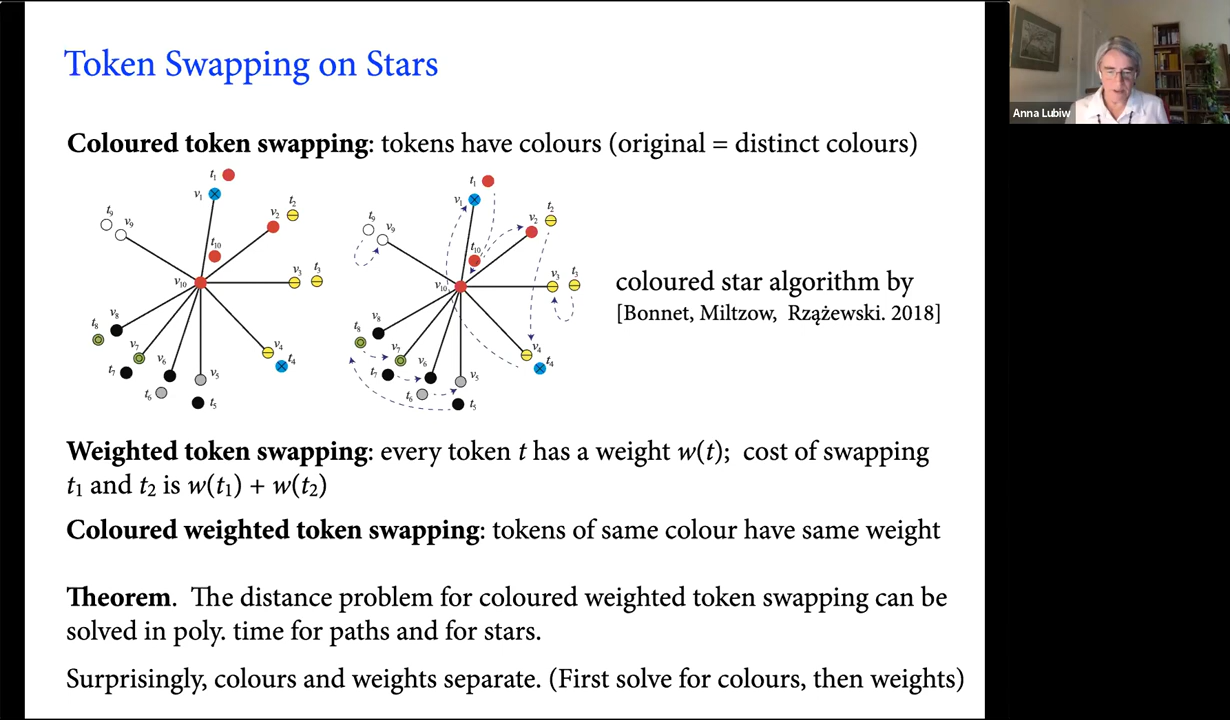 Token Swapping on Stars
Anna Lubiw
Coloured token swapping: tokens have colours (original = distinct colours)
t1
v1
t2
v2
t9
v9
t10
v3
t3
v10
t8
v8
v7
v6
v4
t4
t7
t6
v5
t5
t1
v1
t2
v2
t9
v9
t10
v3
t3
v10
t8
v8
v7
v6
v4
t4
t7
t6
v5
t5
coloured star algorithm by
[Bonnet, Miltzow, Rzążewski. 2018]
Weighted token swapping: every token t has a weight w(t); cost of swapping
t1 and t2 is w(t1) + w(t2)
Coloured weighted token swapping: tokens of same colour have same weight
Theorem. The distance problem for coloured weighted token swapping can be
solved in poly. time for paths and for stars.
Surprisingly, colours and weights separate. (First solve for colours, then weights)